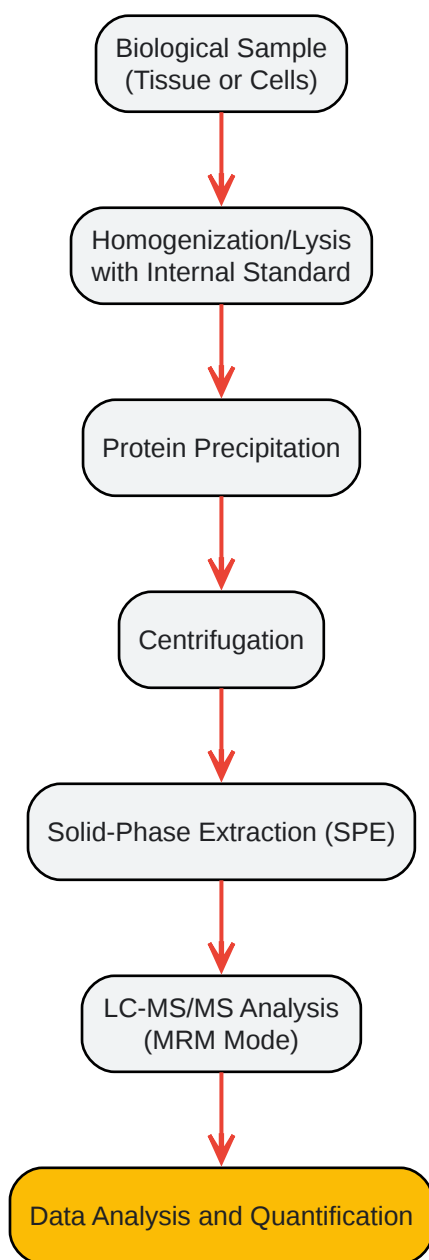 Biological Sample
(Tissue or Cells)
Homogenization/Lysis
with Internal Standard
Protein Precipitation
Centrifugation
Solid-Phase Extraction (SPE)
LC-MS/MS Analysis
(MRM Mode)
Data Analysis and Quantification